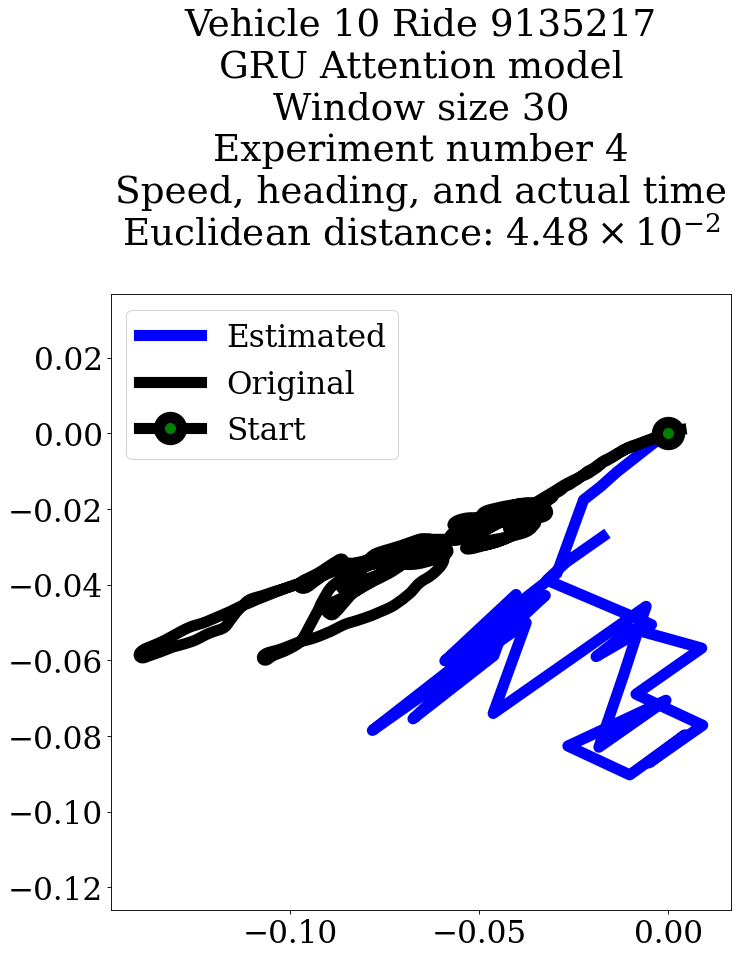 Vehicle 10 Ride 9135217
GRU Attention model
Window size 30
Experiment number 4
Speed, heading, and actual time
Euclidean distance: 4.48 × 10⁻²
Estimated
Original
Start
0.02
0.00
−0.02
−0.04
−0.06
−0.08
−0.10
−0.12
−0.10
−0.05
0.00